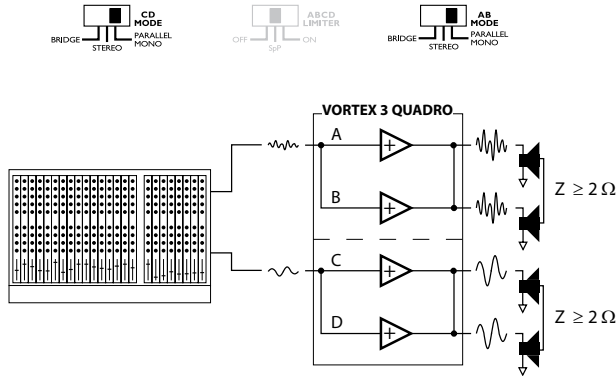 CD
MODE
BRIDGE
STEREO
PARALLEL
MONO
ABCD
LIMITER
OFF
SpP
ON
AB
MODE
BRIDGE
STEREO
PARALLEL
MONO
VORTEX 3 QUADRO
A
B
Z ≥ 2 Ω
C
D
Z ≥ 2 Ω